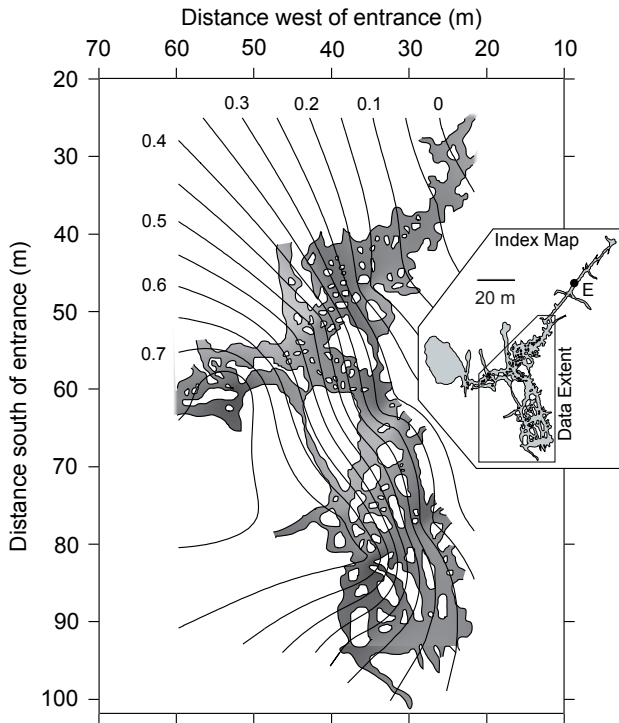 Distance west of entrance (m)
70 60 50 40 30 20 10
20
0.3 0.2 0.1 0
0.4
30
40
0.5
Index Map
20 m
E
0.6
50
0.7
60
Data Extent
70
80
90
100
Distance south of entrance (m)